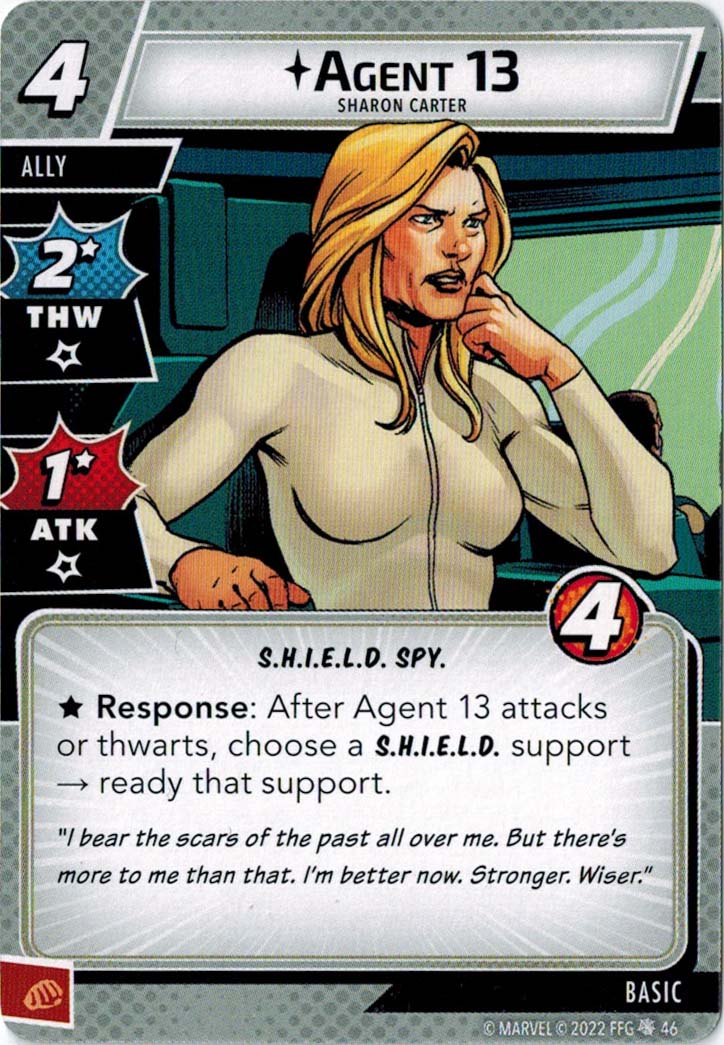 4
AGENT 13
SHARON CARTER
ALLY
2
THW
1
ATK
4
S.H.I.E.L.D. SPY.
★ Response: After Agent 13 attacks
or thwarts, choose a S.H.I.E.L.D. support
→ ready that support.
"I bear the scars of the past all over me. But there's
more to me than that. I'm better now. Stronger. Wiser."
BASIC
© MARVEL © 2022 FFG 46